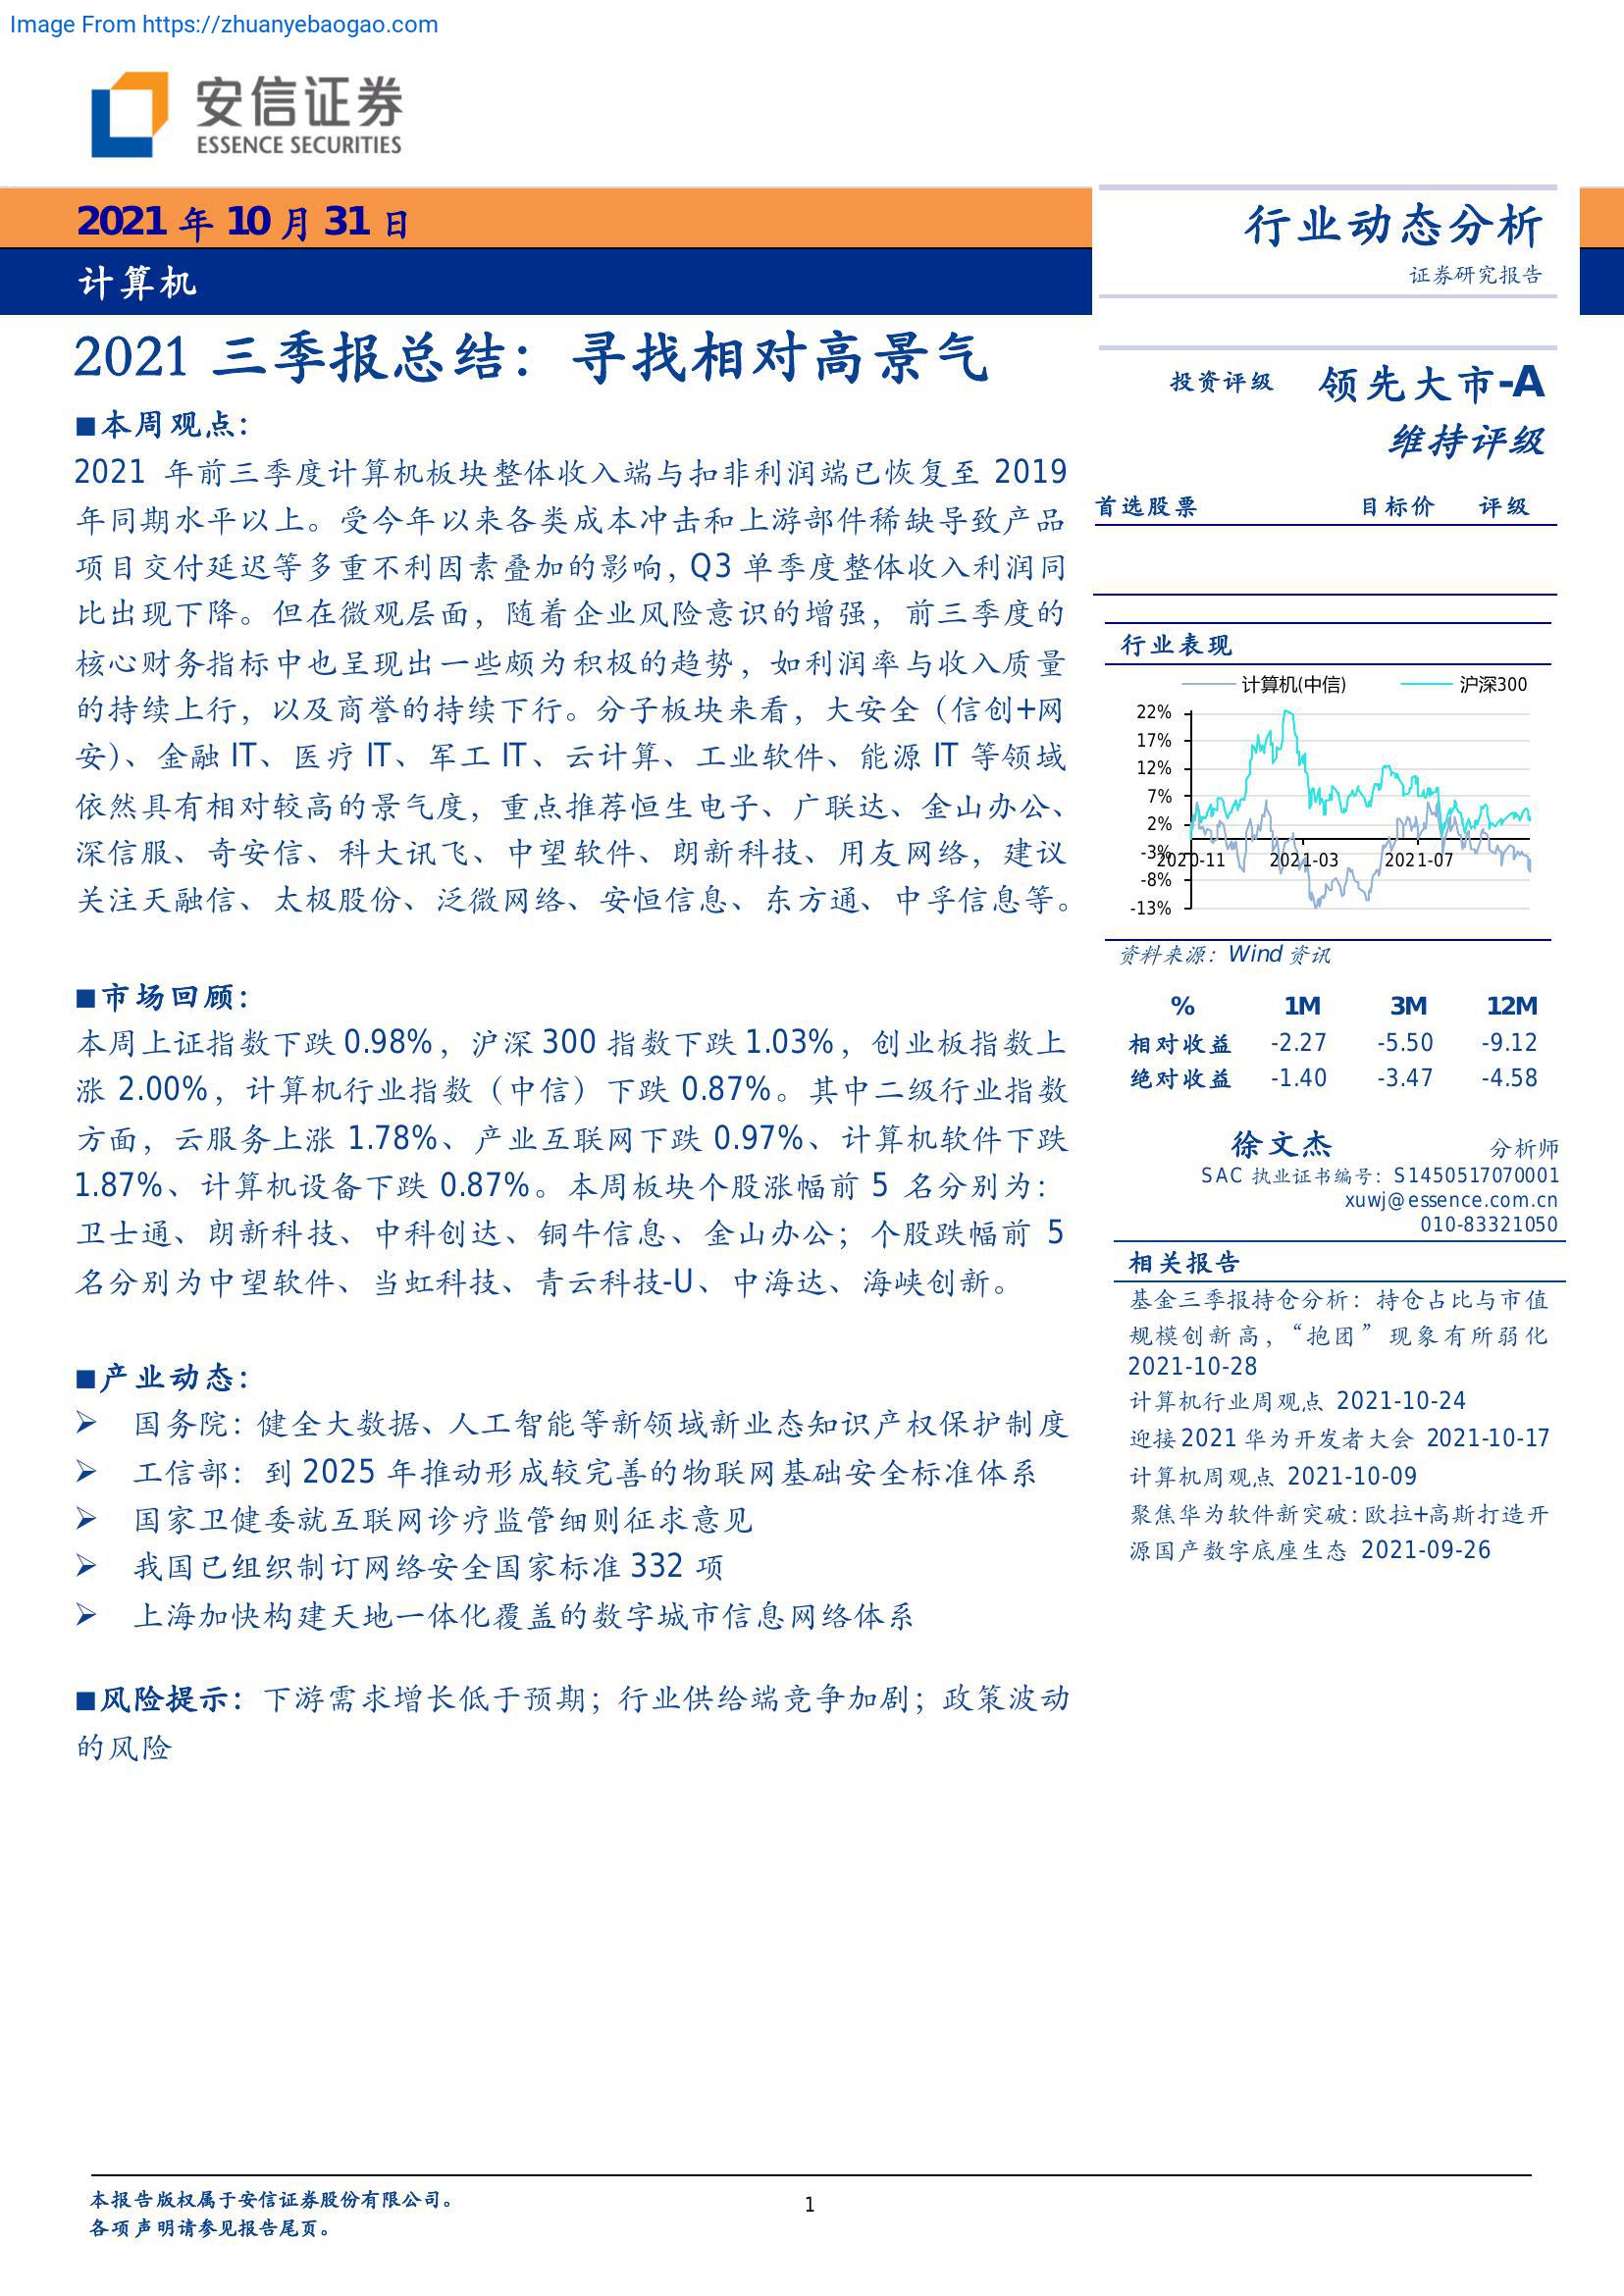 Image From https://zhuanyebaogao.com
安信证券
ESSENCE SECURITIES
2021 年 10 月 31 日
计算机
行业动态分析
证券研究报告
2021 三季报总结：寻找相对高景气
■本周观点：
2021 年前三季度计算机板块整体收入端与扣非利润端已恢复至 2019
年同期水平以上。受今年以来各类成本冲击和上游部件稀缺导致产品
项目交付延迟等多重不利因素叠加的影响，Q3 单季度整体收入利润同
比出现下降。但在微观层面，随着企业风险意识的增强，前三季度的
核心财务指标中也呈现出一些颇为积极的趋势，如利润率与收入质量
的持续上行，以及商誉的持续下行。分子板块来看，大安全（信创+网
安）、金融 IT、医疗 IT、军工 IT、云计算、工业软件、能源 IT 等领域
依然具有相对较高的景气度，重点推荐恒生电子、广联达、金山办公、
深信服、奇安信、科大讯飞、中望软件、朗新科技、用友网络，建议
关注天融信、太极股份、泛微网络、安恒信息、东方通、中孚信息等。
■市场回顾：
本周上证指数下跌 0.98%，沪深 300 指数下跌 1.03%，创业板指数上
涨 2.00%，计算机行业指数（中信）下跌 0.87%。其中二级行业指数
方面，云服务上涨 1.78%、产业互联网下跌 0.97%、计算机软件下跌
1.87%、计算机设备下跌 0.87%。本周板块个股涨幅前 5 名分别为：
卫士通、朗新科技、中科创达、铜牛信息、金山办公；个股跌幅前 5
名分别为中望软件、当虹科技、青云科技-U、中海达、海峡创新。
■产业动态：
➢ 国务院：健全大数据、人工智能等新领域新业态知识产权保护制度
➢ 工信部：到 2025 年推动形成较完善的物联网基础安全标准体系
➢ 国家卫健委就互联网诊疗监管细则征求意见
➢ 我国已组织制订网络安全国家标准 332 项
➢ 上海加快构建天地一体化覆盖的数字城市信息网络体系
■风险提示：下游需求增长低于预期；行业供给端竞争加剧；政策波动
的风险
投资评级 领先大市-A
维持评级
首选股票 目标价 评级
行业表现
计算机(中信) 沪深300
22%
17%
12%
7%
2%
-3%
2020-11 2021-03 2021-07
-8%
-13%
资料来源：Wind 资讯
% 1M 3M 12M
相对收益 -2.27 -5.50 -9.12
绝对收益 -1.40 -3.47 -4.58
徐文杰 分析师
SAC 执业证书编号：S1450517070001
xuwj@essence.com.cn
010-83321050
相关报告
基金三季报持仓分析：持仓占比与市值
规模创新高，“抱团”现象有所弱化
2021-10-28
计算机行业周观点 2021-10-24
迎接2021 华为开发者大会 2021-10-17
计算机周观点 2021-10-09
聚焦华为软件新突破：欧拉+高斯打造开
源国产数字底座生态 2021-09-26
本报告版权属于安信证券股份有限公司。
各项声明请参见报告尾页。
1